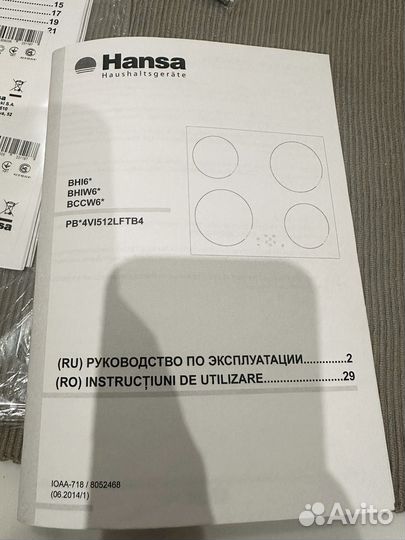 15
17
19
21
Hansa
Haushaltsgeräte
BHI6*
BHIW6*
BCCW6*
PB*4VI512LFTB4
(RU) РУКОВОДСТВО ПО ЭКСПЛУАТАЦИИ.............2
(RO) INSTRUCȚIUNI DE UTILIZARE........................29
IOAA-718 / 8052468
(06.2014/1)
Avito